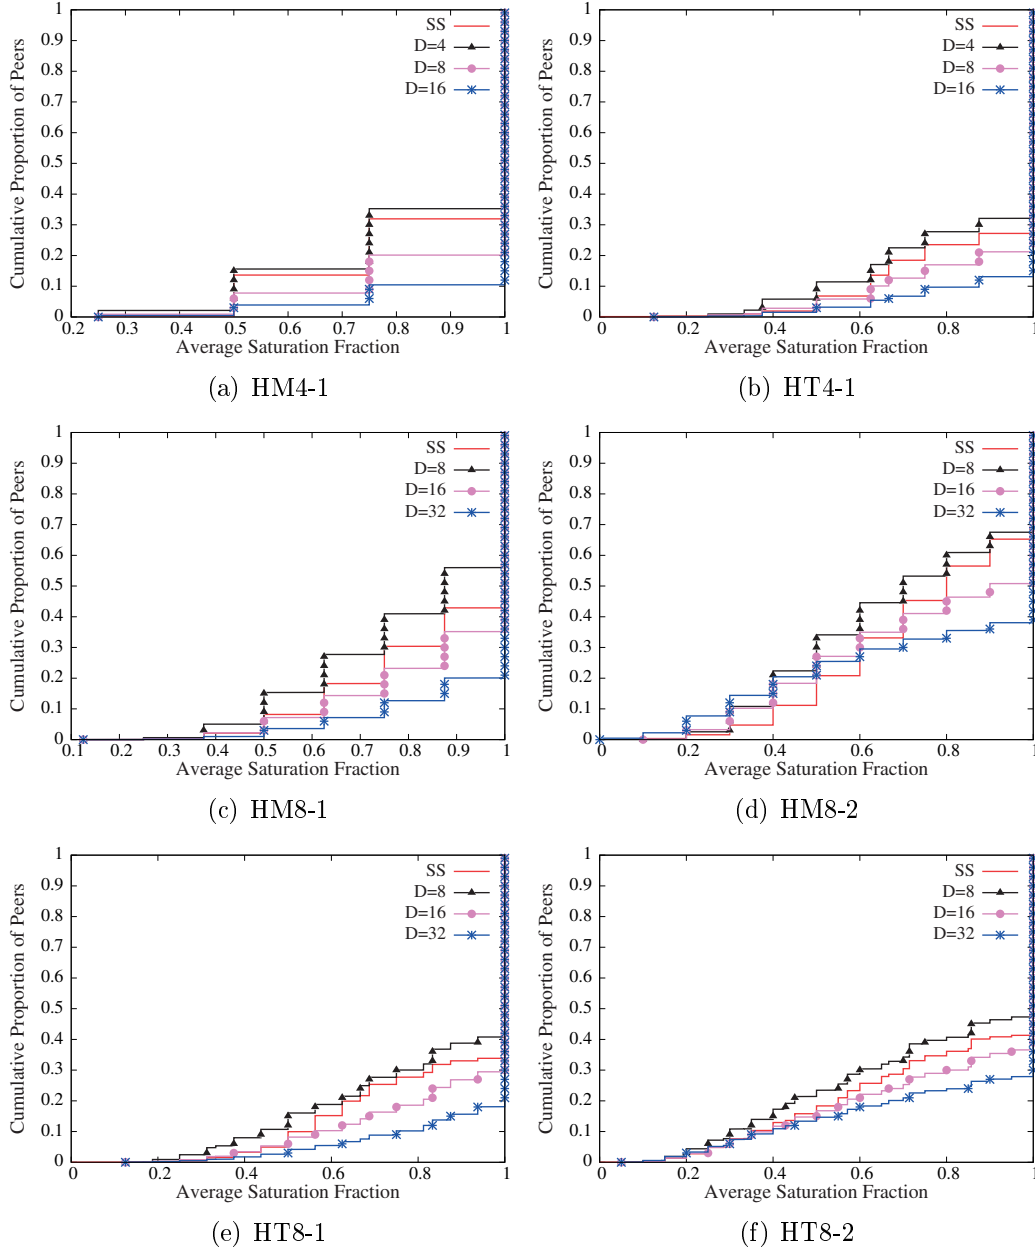 1
0.9
0.8
0.7
0.6
0.5
0.4
0.3
0.2
0.1
0
Cumulative Proportion of Peers
SS
D=4
D=8
D=16
0.2 0.3 0.4 0.5 0.6 0.7 0.8 0.9 1
Average Saturation Fraction
(a) HM4-1
1
0.9
0.8
0.7
0.6
0.5
0.4
0.3
0.2
0.1
0
Cumulative Proportion of Peers
SS
D=4
D=8
D=16
0 0.2 0.4 0.6 0.8 1
Average Saturation Fraction
(b) HT4-1
1
0.9
0.8
0.7
0.6
0.5
0.4
0.3
0.2
0.1
0
Cumulative Proportion of Peers
SS
D=8
D=16
D=32
0.1 0.2 0.3 0.4 0.5 0.6 0.7 0.8 0.9 1
Average Saturation Fraction
(c) HM8-1
1
0.9
0.8
0.7
0.6
0.5
0.4
0.3
0.2
0.1
0
Cumulative Proportion of Peers
SS
D=8
D=16
D=32
0 0.2 0.4 0.6 0.8 1
Average Saturation Fraction
(d) HM8-2
1
0.9
0.8
0.7
0.6
0.5
0.4
0.3
0.2
0.1
0
Cumulative Proportion of Peers
SS
D=8
D=16
D=32
0 0.2 0.4 0.6 0.8 1
Average Saturation Fraction
(e) HT8-1
1
0.9
0.8
0.7
0.6
0.5
0.4
0.3
0.2
0.1
0
Cumulative Proportion of Peers
SS
D=8
D=16
D=32
0 0.2 0.4 0.6 0.8 1
Average Saturation Fraction
(f) HT8-2